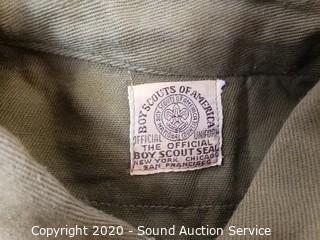 BOY SCOUTS OF AMERICA
OFFICIAL UNIFORM
THE OFFICIAL
BOY SCOUT SEAL
NEW YORK CHICAGO
SAN FRANCISCO
Copyright 2020 - Sound Auction Service